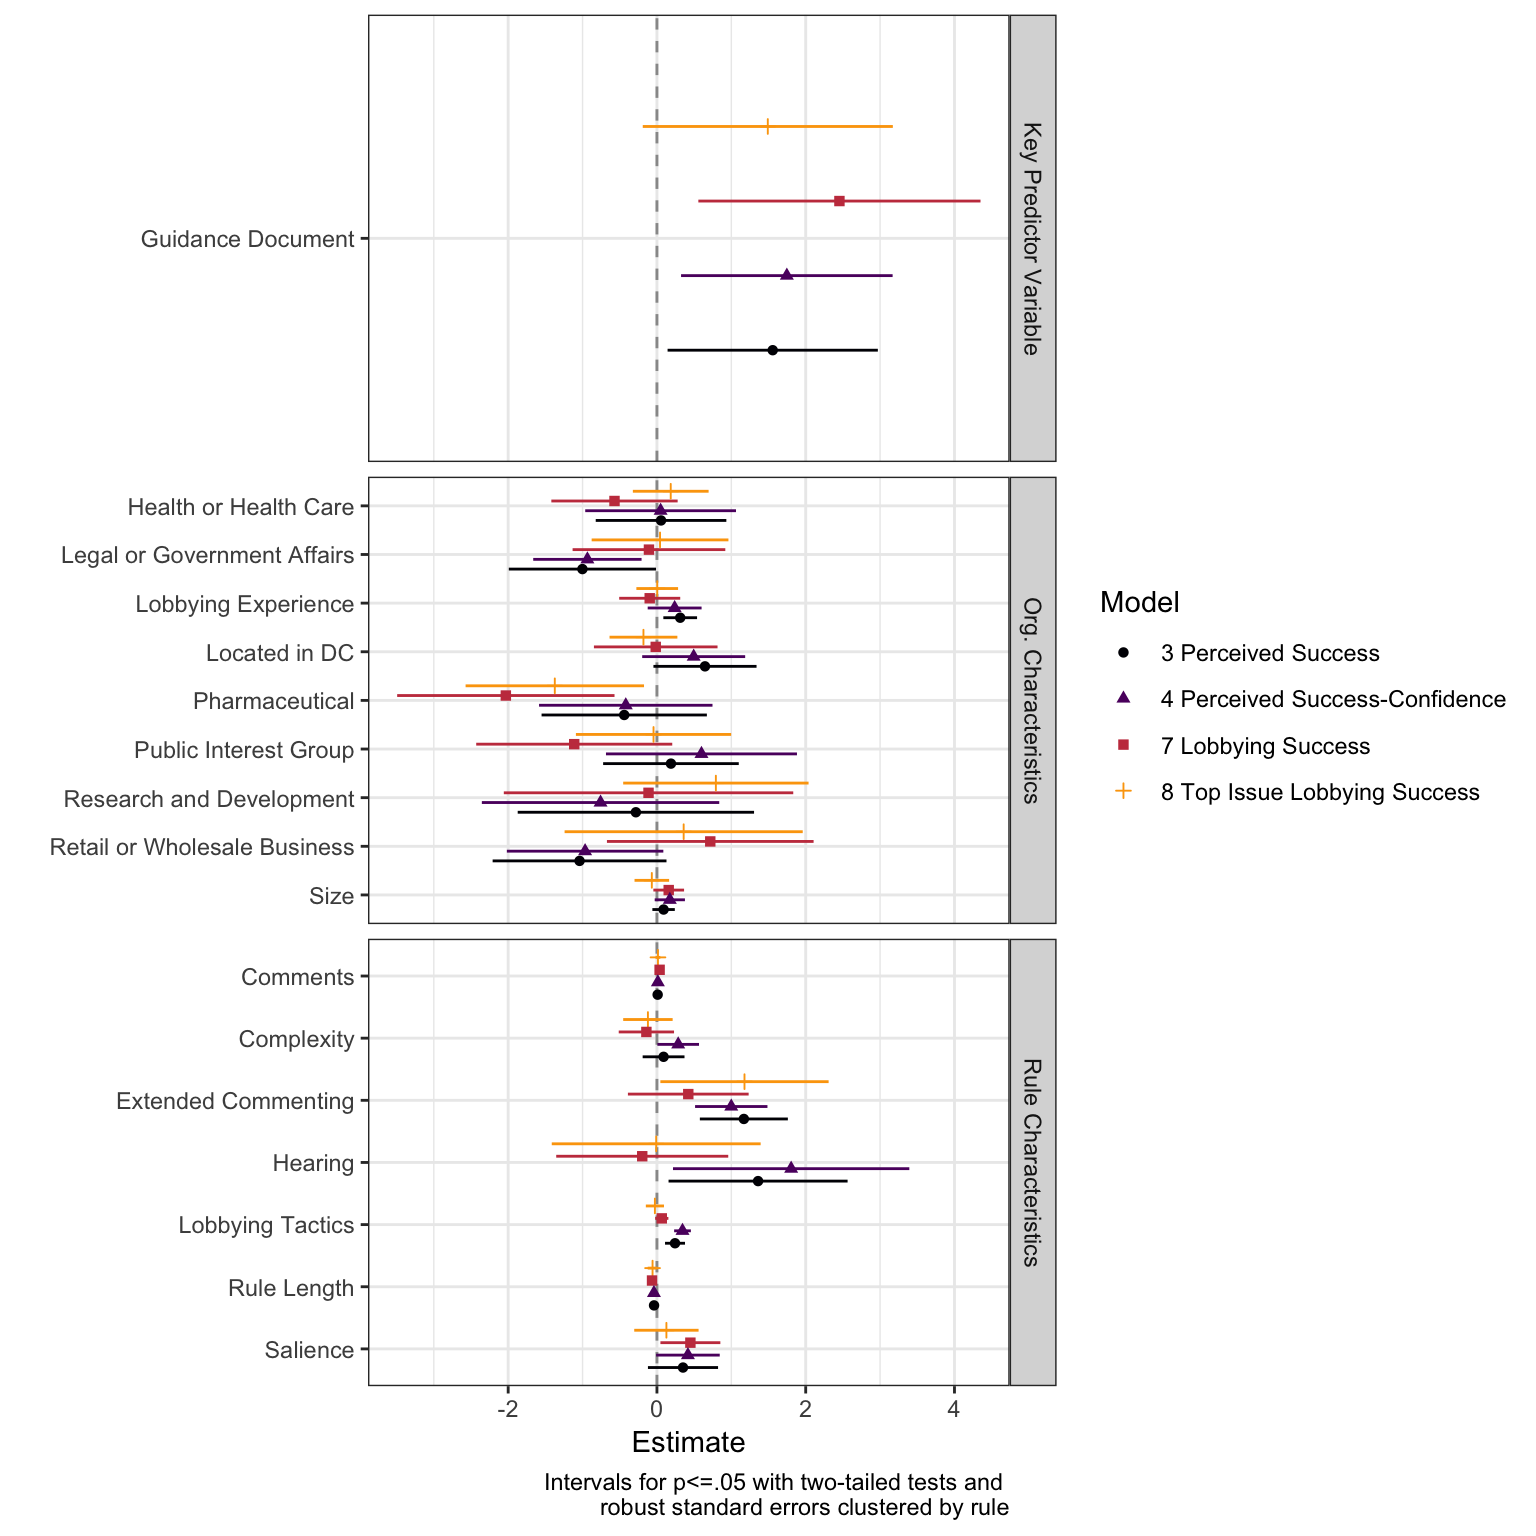 Key Predictor Variable
Guidance Document
Org. Characteristics
Health or Health Care
Legal or Government Affairs
Lobbying Experience
Located in DC
Pharmaceutical
Public Interest Group
Research and Development
Retail or Wholesale Business
Size
Rule Characteristics
Comments
Complexity
Extended Commenting
Hearing
Lobbying Tactics
Rule Length
Salience
-2 0 2 4
Estimate
Intervals for p<=.05 with two-tailed tests and
robust standard errors clustered by rule
Model
3 Perceived Success
4 Perceived Success-Confidence
7 Lobbying Success
8 Top Issue Lobbying Success